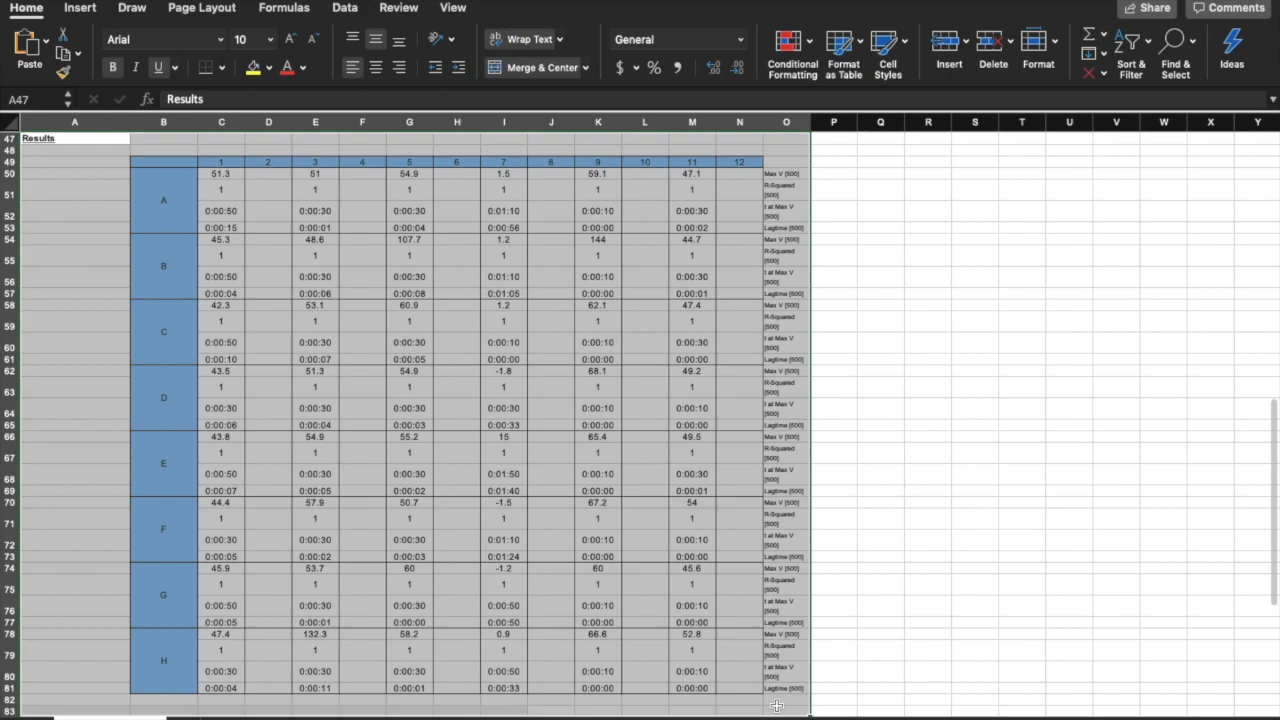 Home Insert Draw Page Layout Formulas Data Review View Share Comments
Paste Arial 10 A A ab Wrap Text General Conditional Formatting Format as Table Cell Styles Insert Delete Format Sort & Filter Find & Select Ideas
B I U A Merge & Center $ % 9
A47 fx Results
A B C D E F G H I J K L M N O P Q R S T U V W X Y
47 Results
48
49 1 2 3 4 5 6 7 8 9 10 11 12
50 51.3 51 54.9 1.5 59.1 47.1 Max V [500]
51 A 1 1 1 1 1 1 R-Squared [500]
52 0:00:50 0:00:30 0:00:30 0:01:10 0:00:10 0:00:30 t at Max V [500]
53 0:00:15 0:00:01 0:00:04 0:00:56 0:00:00 0:00:02 Lagtime [500]
54 45.3 48.6 107.7 1.2 144 44.7 Max V [500]
55 B 1 1 1 1 1 1 R-Squared [500]
56 0:00:50 0:00:30 0:00:30 0:01:10 0:00:10 0:00:30 t at Max V [500]
57 0:00:04 0:00:06 0:00:08 0:01:05 0:00:00 0:00:01 Lagtime [500]
58 42.3 53.1 60.9 1.2 62.1 47.4 Max V [500]
59 C 1 1 1 1 1 1 R-Squared [500]
60 0:00:50 0:00:30 0:00:30 0:00:10 0:00:10 0:00:30 t at Max V [500]
61 0:00:10 0:00:07 0:00:05 0:00:00 0:00:00 0:00:00 Lagtime [500]
62 43.5 51.3 54.9 -1.8 68.1 49.2 Max V [500]
63 D 1 1 1 1 1 1 R-Squared [500]
64 0:00:30 0:00:30 0:00:30 0:00:30 0:00:10 0:00:10 t at Max V [500]
65 0:00:06 0:00:04 0:00:03 0:00:33 0:00:00 0:00:00 Lagtime [500]
66 43.8 54.9 55.2 15 65.4 49.5 Max V [500]
67 E 1 1 1 1 1 1 R-Squared [500]
68 0:00:50 0:00:30 0:00:30 0:01:50 0:00:10 0:00:30 t at Max V [500]
69 0:00:07 0:00:05 0:00:02 0:01:40 0:00:00 0:00:01 Lagtime [500]
70 44.4 57.9 50.7 -1.5 67.2 54 Max V [500]
71 F 1 1 1 1 1 1 R-Squared [500]
72 0:00:30 0:00:30 0:00:30 0:01:10 0:00:10 0:00:10 t at Max V [500]
73 0:00:05 0:00:02 0:00:03 0:01:24 0:00:00 0:00:00 Lagtime [500]
74 45.9 53.7 60 -1.2 60 45.6 Max V [500]
75 G 1 1 1 1 1 1 R-Squared [500]
76 0:00:50 0:00:30 0:00:30 0:00:50 0:00:10 0:00:10 t at Max V [500]
77 0:00:05 0:00:01 0:00:00 0:00:50 0:00:00 0:00:00 Lagtime [500]
78 47.4 132.3 58.2 0.9 66.6 52.8 Max V [500]
79 H 1 1 1 1 1 1 R-Squared [500]
80 0:00:30 0:00:30 0:00:30 0:00:50 0:00:10 0:00:10 t at Max V [500]
81 0:00:04 0:00:11 0:00:01 0:00:33 0:00:00 0:00:00 Lagtime [500]
82
83